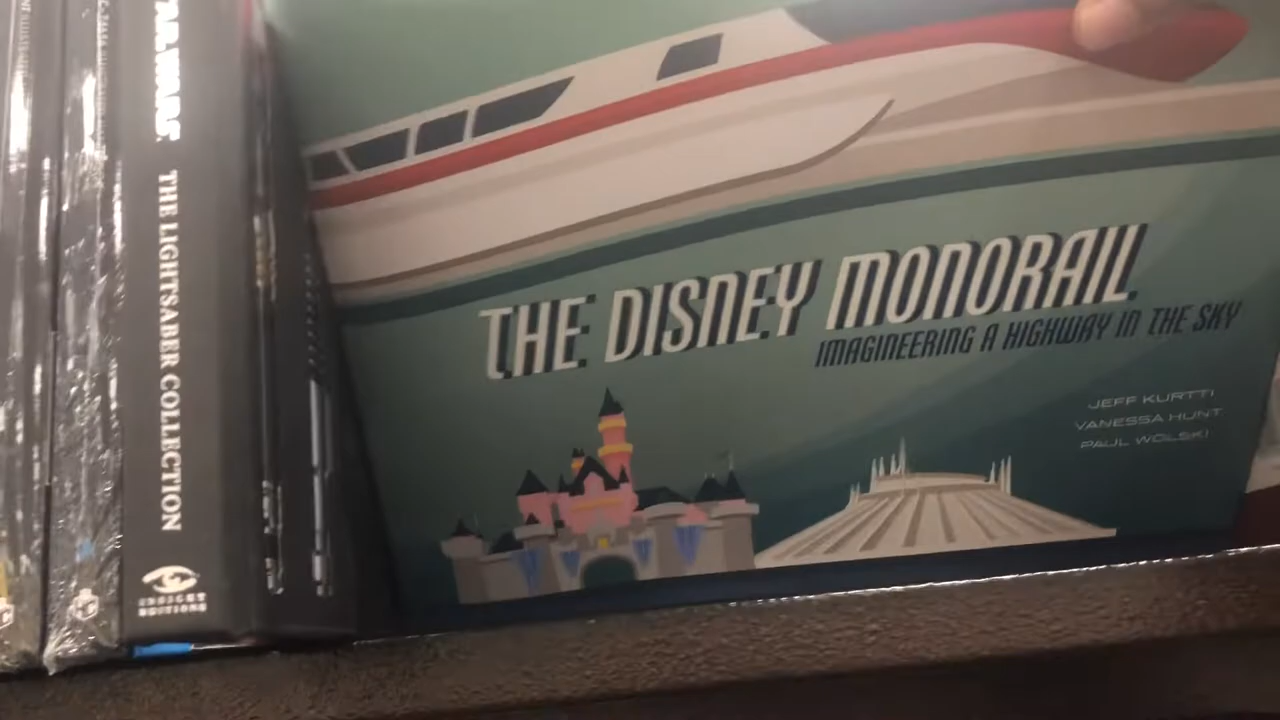 STAR WARS
THE LIGHTSABER COLLECTION
INSIGHT
EDITIONS
THE DISNEY MONORAIL
IMAGINEERING A HIGHWAY IN THE SKY
JEFF KURTTI
VANESSA HUNT
PAUL WOLSKI